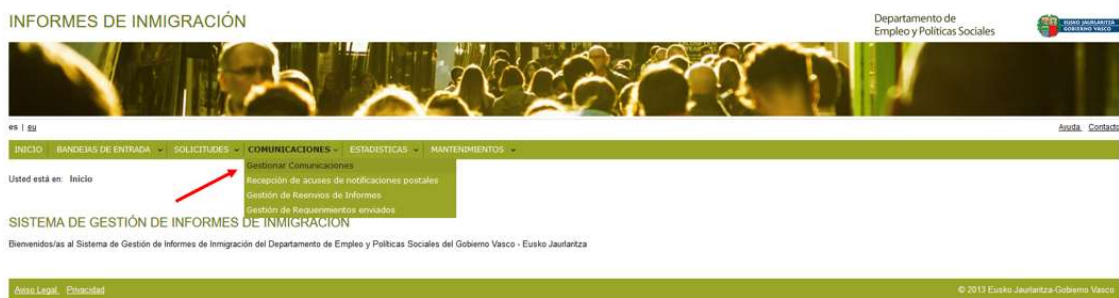 INFORMES DE INMIGRACIÓN
Departamento de
Empleo y Políticas Sociales
EUSKO JAURLARITZA
GOBIERNO VASCO
es | eu
Ayuda Contacto
INICIO BANDEJAS DE ENTRADA SOLICITUDES COMUNICACIONES ESTADISTICAS MANTENIMIENTOS
Gestionar Comunicaciones
Recepción de acuses de notificaciones postales
Gestión de Reenvios de Informes
Gestión de Requerimientos enviados
Usted está en: Inicio
SISTEMA DE GESTIÓN DE INFORMES DE INMIGRACIÓN
Bienvenidos/as al Sistema de Gestión de Informes de Inmigración del Departamento de Empleo y Políticas Sociales del Gobierno Vasco - Eusko Jaurlaritza
Aviso Legal Privacidad
© 2013 Eusko Jaurlaritza-Gobierno Vasco